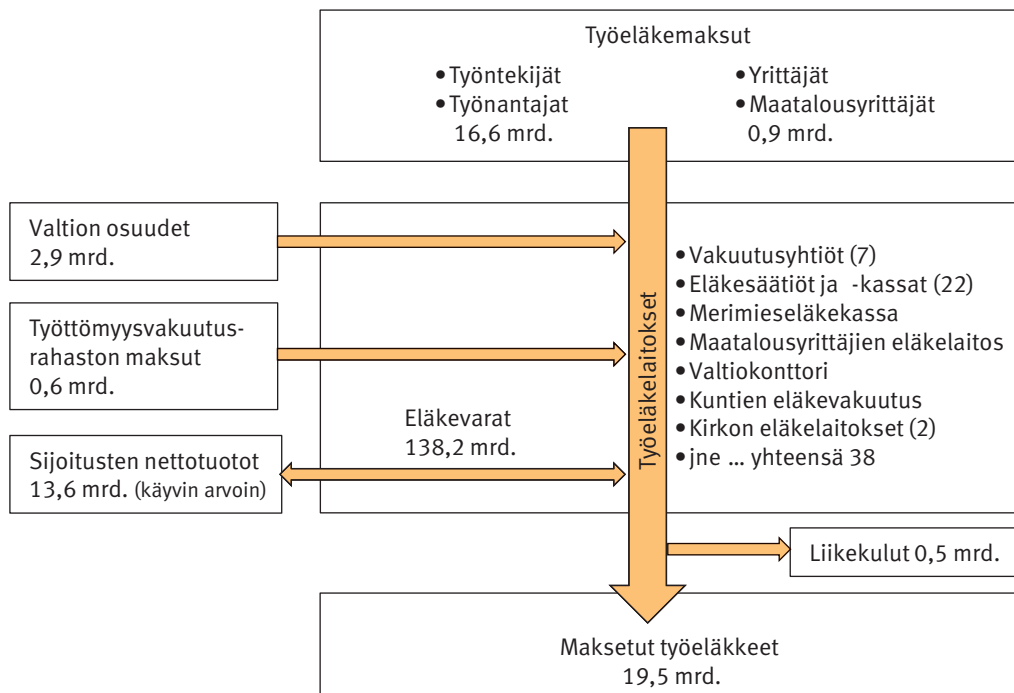 Työeläkemaksut
• Työntekijät
• Työnantajat
16,6 mrd.
• Yrittäjät
• Maatalousyrittäjät
0,9 mrd.
Valtion osuudet
2,9 mrd.
Työttömyysvakuutus-
rahaston maksut
0,6 mrd.
Sijoitusten nettotuotot
13,6 mrd. (käyvin arvoin)
Eläkevarat
138,2 mrd.
Työeläkelaitokset
• Vakuutusyhtiöt (7)
• Eläkesäätiöt ja -kassat (22)
• Merimieseläkekassa
• Maatalousyrittäjien eläkelaitos
• Valtiokonttori
• Kuntien eläkevakuutus
• Kirkon eläkelaitokset (2)
• jne ... yhteensä 38
Liikekulut 0,5 mrd.
Maksetut työeläkkeet
19,5 mrd.